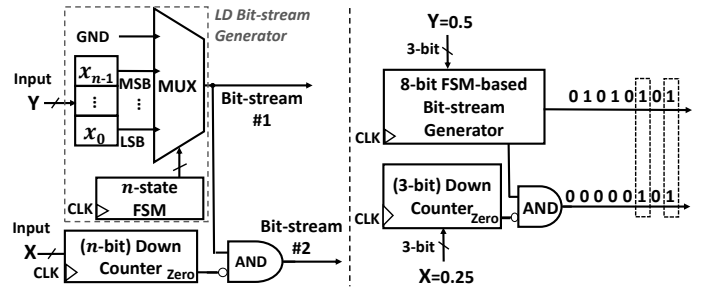 LD Bit-stream
Generator
GND
Input
Y
x_{n-1}
⋮
x_0
MSB
⋮
LSB
MUX
Bit-stream
#1
n-state
FSM
CLK
Input
X
CLK
(n-bit) Down
Counter
Zero
AND
Bit-stream
#2
Y=0.5
3-bit
8-bit FSM-based
Bit-stream
Generator
CLK
0 1 0 1 0 1 0 1
(3-bit) Down
Counter
Zero
CLK
AND
0 0 0 0 0 1 0 1
3-bit
X=0.25